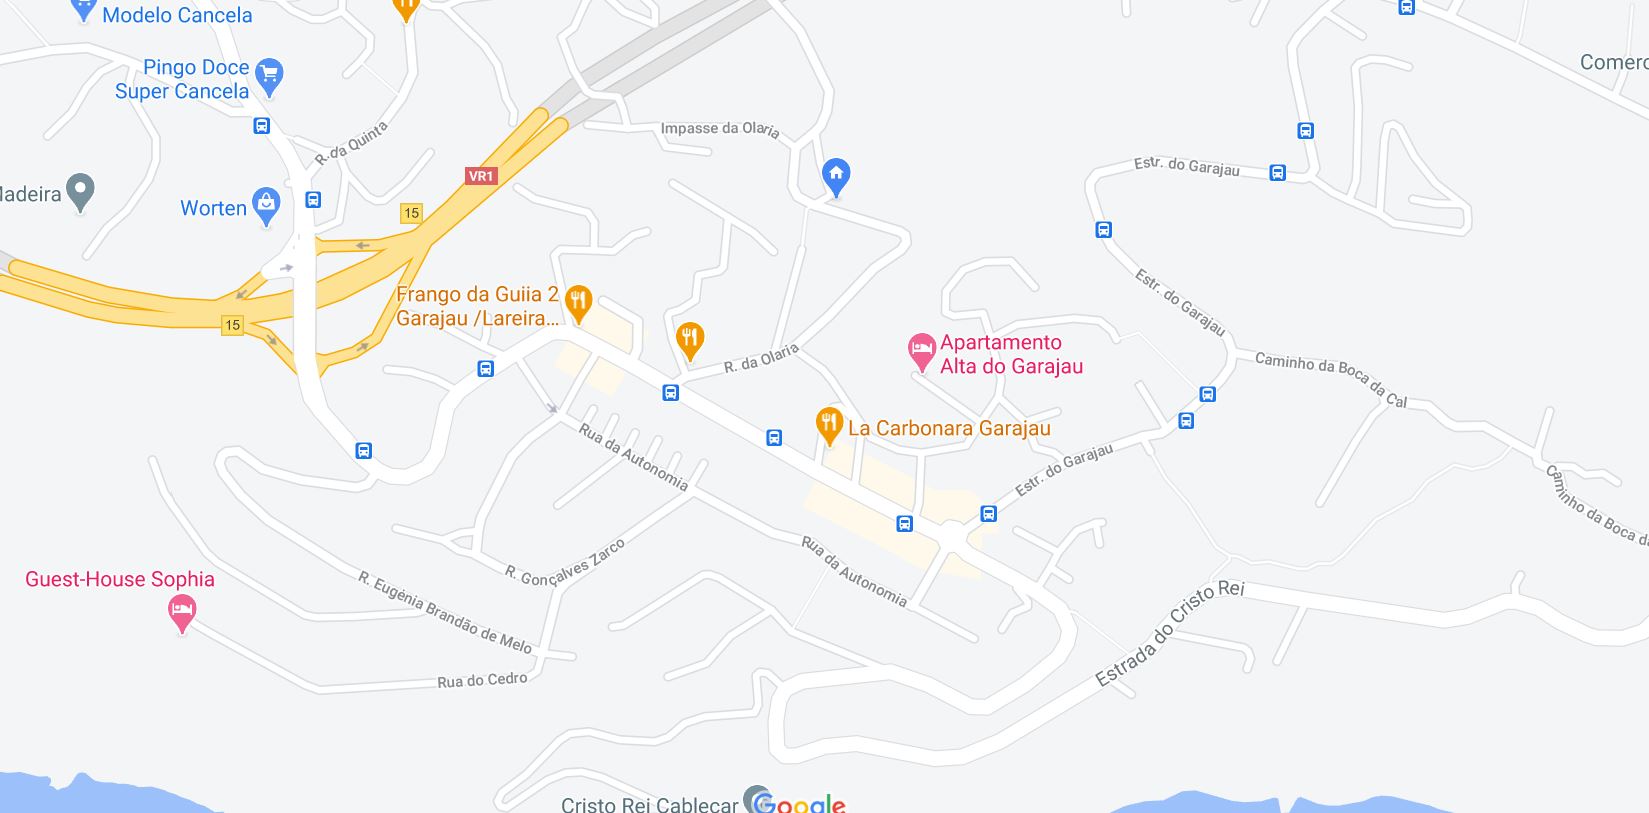 Modelo Cancela
Pingo Doce
Super Cancela
Comerc
R. da Quinta
Impasse da Olaria
VR1
Estr. do Garajau
Madeira
Worten
15
Estr. do Garajau
Frango da Guiia 2
Garajau /Lareira...
15
R. da Olaria
Apartamento
Alta do Garajau
Caminho da Boca da Cal
La Carbonara Garajau
Rua da Autonomia
Estr. do Garajau
Caminho da Boca da
R. Gonçalves Zarco
Rua da Autonomia
Guest-House Sophia
R. Eugénia Brandão de Melo
Estrada do Cristo Rei
Rua do Cedro
Cristo Rei Cablecar
Google